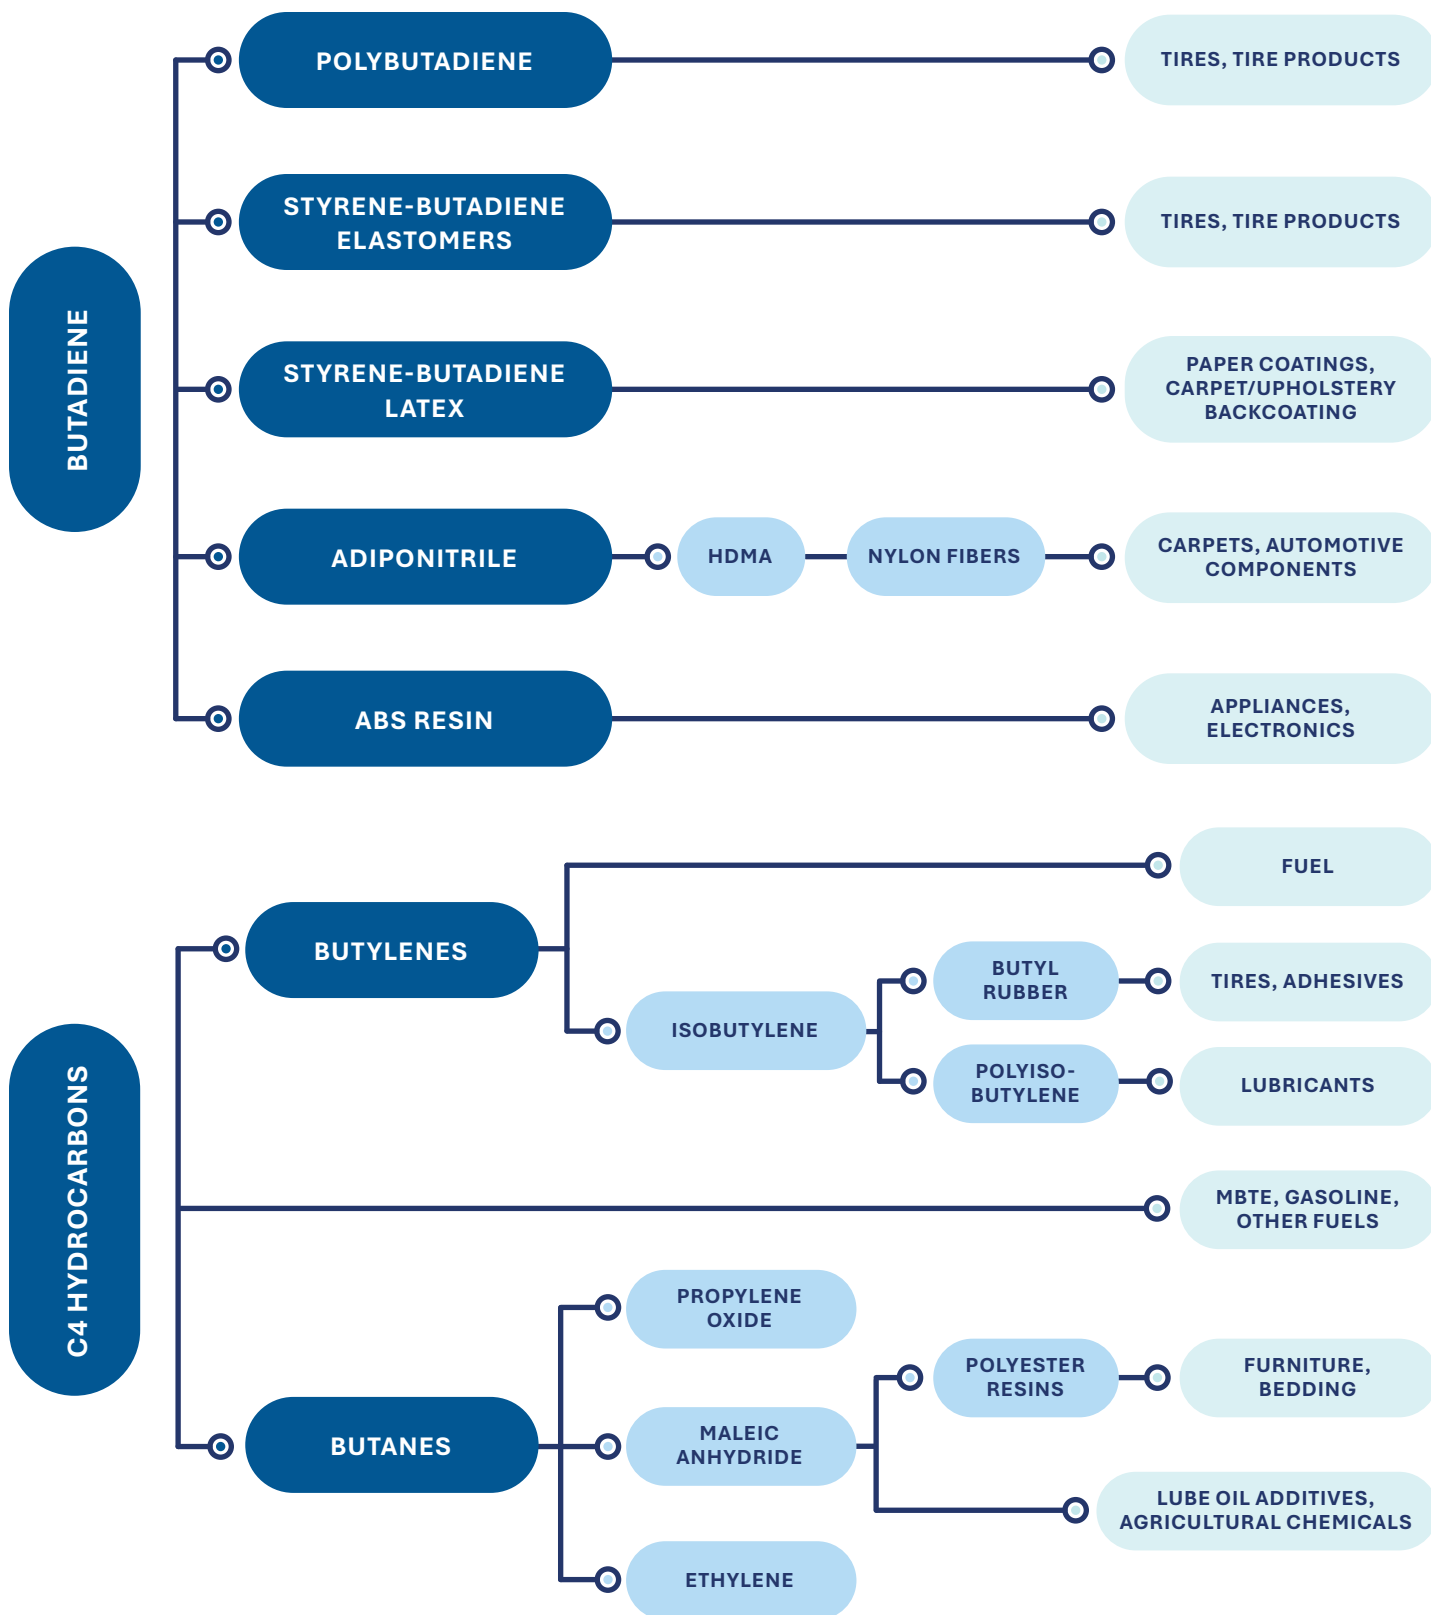 BUTADIENE
POLYBUTADIENE
TIRES, TIRE PRODUCTS
STYRENE-BUTADIENE
ELASTOMERS
TIRES, TIRE PRODUCTS
STYRENE-BUTADIENE
LATEX
PAPER COATINGS,
CARPET/UPHOLSTERY
BACKCOATING
ADIPONITRILE
HDMA
NYLON FIBERS
CARPETS, AUTOMOTIVE
COMPONENTS
ABS RESIN
APPLIANCES,
ELECTRONICS
C4 HYDROCARBONS
BUTYLENES
FUEL
ISOBUTYLENE
BUTYL
RUBBER
TIRES, ADHESIVES
POLYISO-
BUTYLENE
LUBRICANTS
MBTE, GASOLINE,
OTHER FUELS
BUTANES
PROPYLENE
OXIDE
MALEIC
ANHYDRIDE
POLYESTER
RESINS
FURNITURE,
BEDDING
LUBE OIL ADDITIVES,
AGRICULTURAL CHEMICALS
ETHYLENE